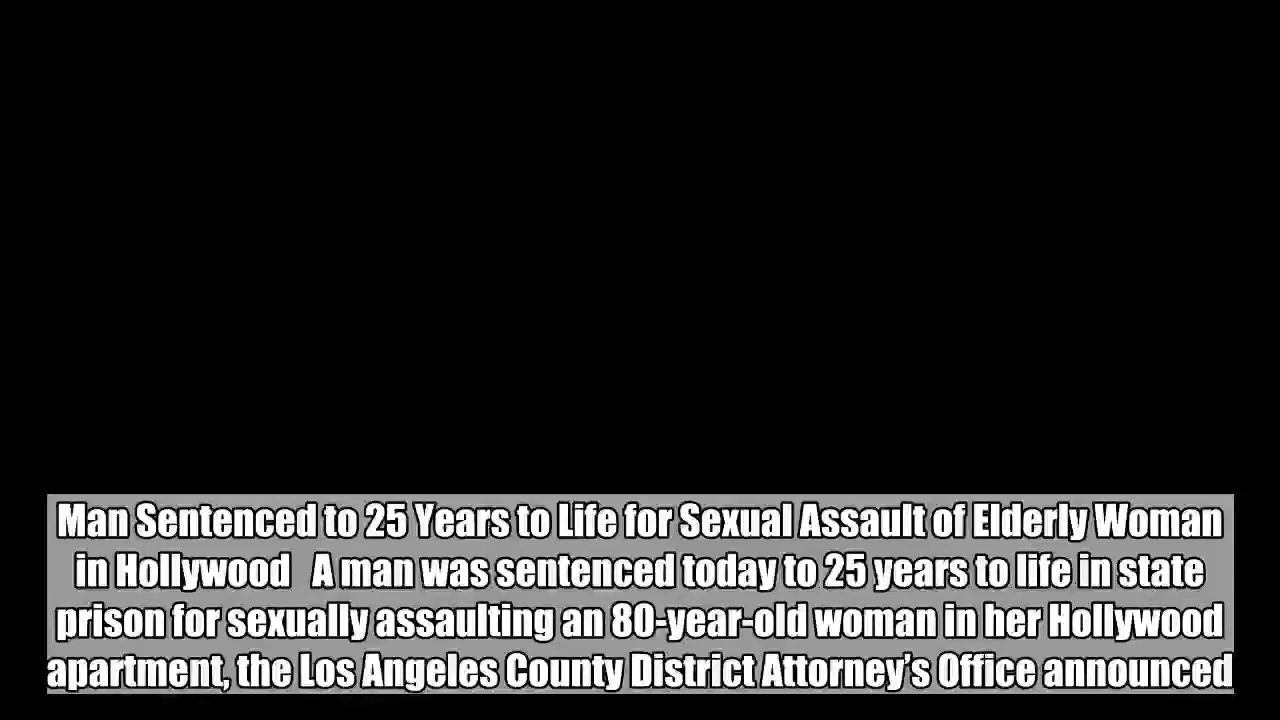 Man Sentenced to 25 Years to Life for Sexual Assault of Elderly Woman
in Hollywood   A man was sentenced today to 25 years to life in state
prison for sexually assaulting an 80-year-old woman in her Hollywood
apartment, the Los Angeles County District Attorney’s Office announced